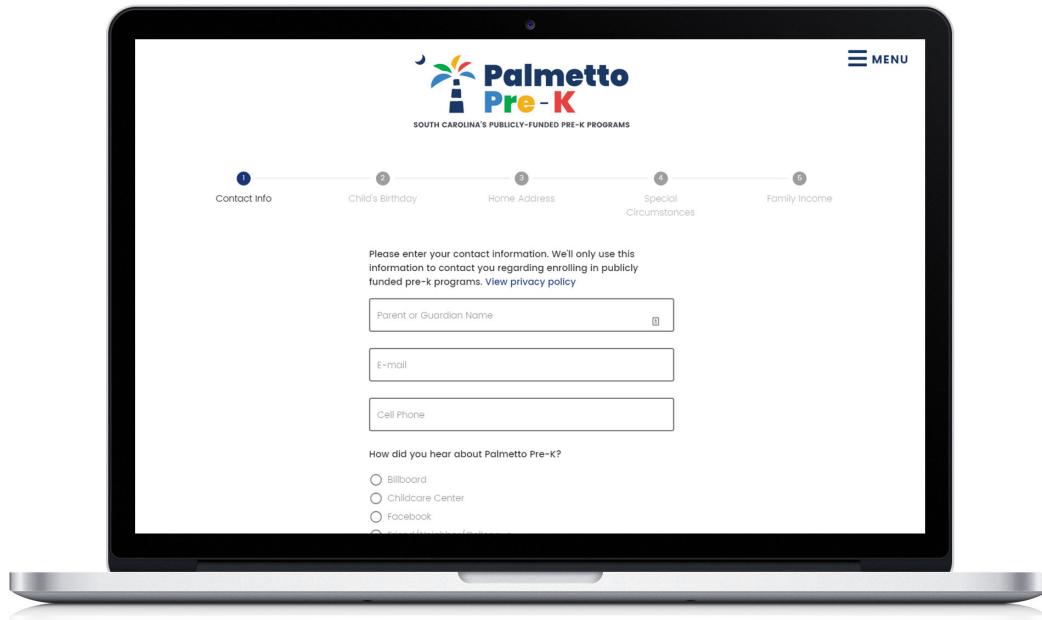 Palmetto
Pre-K
SOUTH CAROLINA'S PUBLICLY-FUNDED PRE-K PROGRAMS
MENU
1
2
3
4
5
Contact Info
Child's Birthday
Home Address
Special
Circumstances
Family Income
Please enter your contact information. We'll only use this
information to contact you regarding enrolling in publicly
funded pre-k programs. View privacy policy
Parent or Guardian Name
E-mail
Cell Phone
How did you hear about Palmetto Pre-K?
Billboard
Childcare Center
Facebook